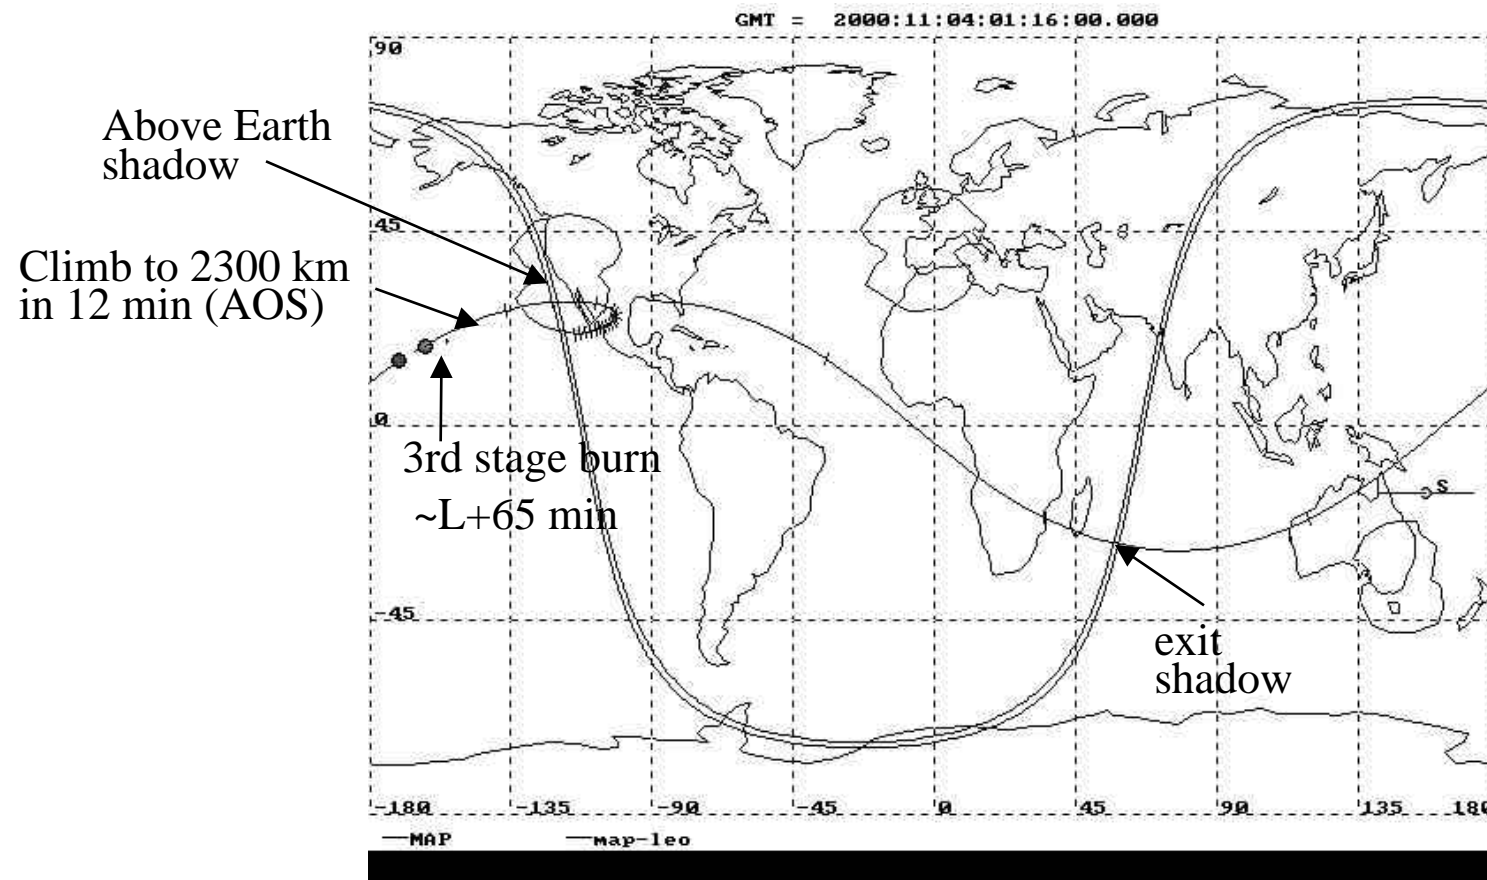 GMT = 2000:11:04:01:16:00.000
90
Above Earth
shadow
45
Climb to 2300 km
in 12 min (AOS)
0
3rd stage burn
~L+65 min
S
-45
exit
shadow
-180 -135 -90 -45 0 45 90 135 180
MAP map-leo